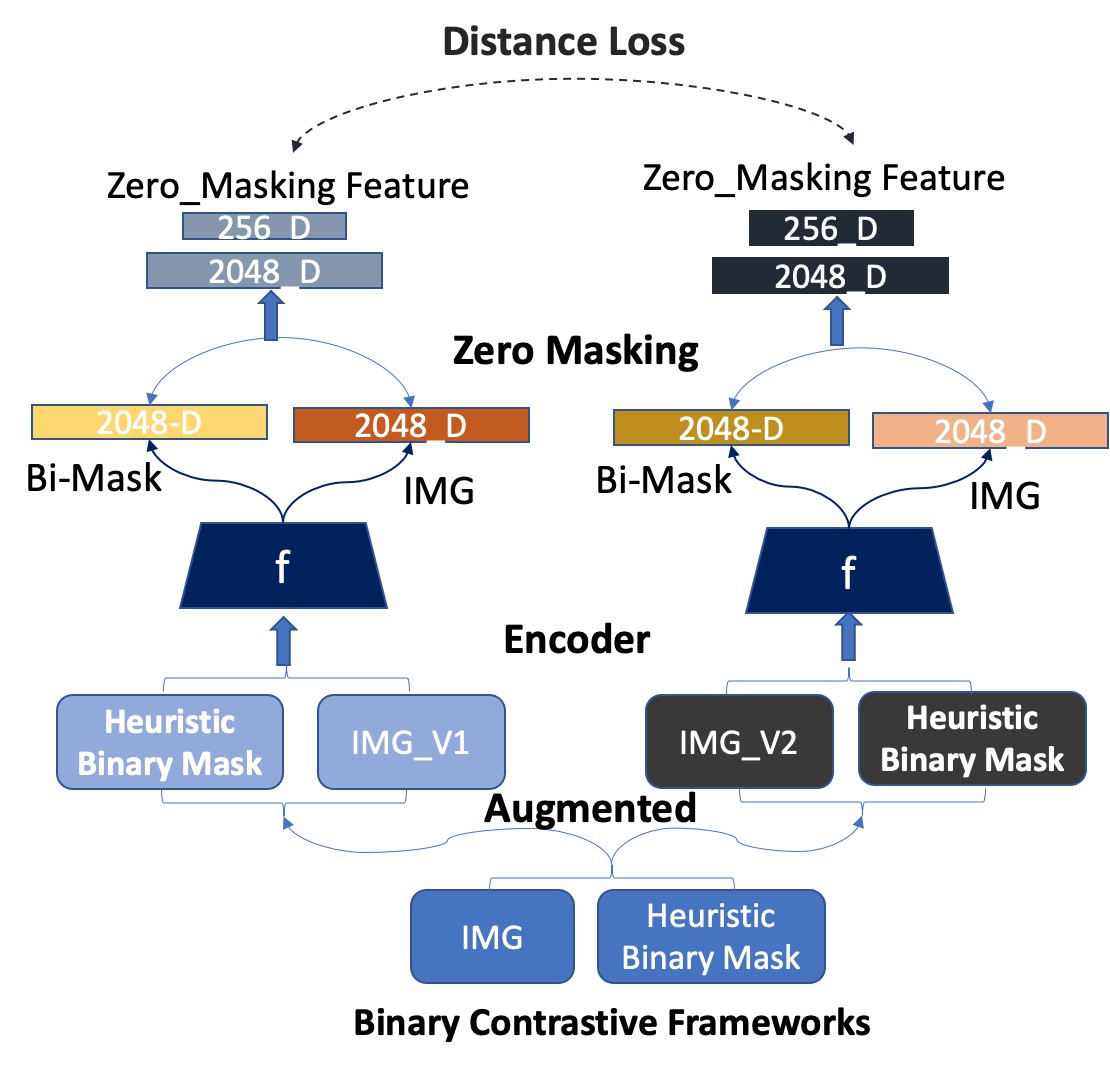 Distance Loss
Zero_Masking Feature
Zero_Masking Feature
256_D
256_D
2048_D
2048_D
Zero Masking
2048-D
2048_D
2048-D
2048_D
Bi-Mask
IMG
Bi-Mask
IMG
f
f
Encoder
Heuristic
Binary Mask
IMG_V1
IMG_V2
Heuristic
Binary Mask
Augmented
IMG
Heuristic
Binary Mask
Binary Contrastive Frameworks